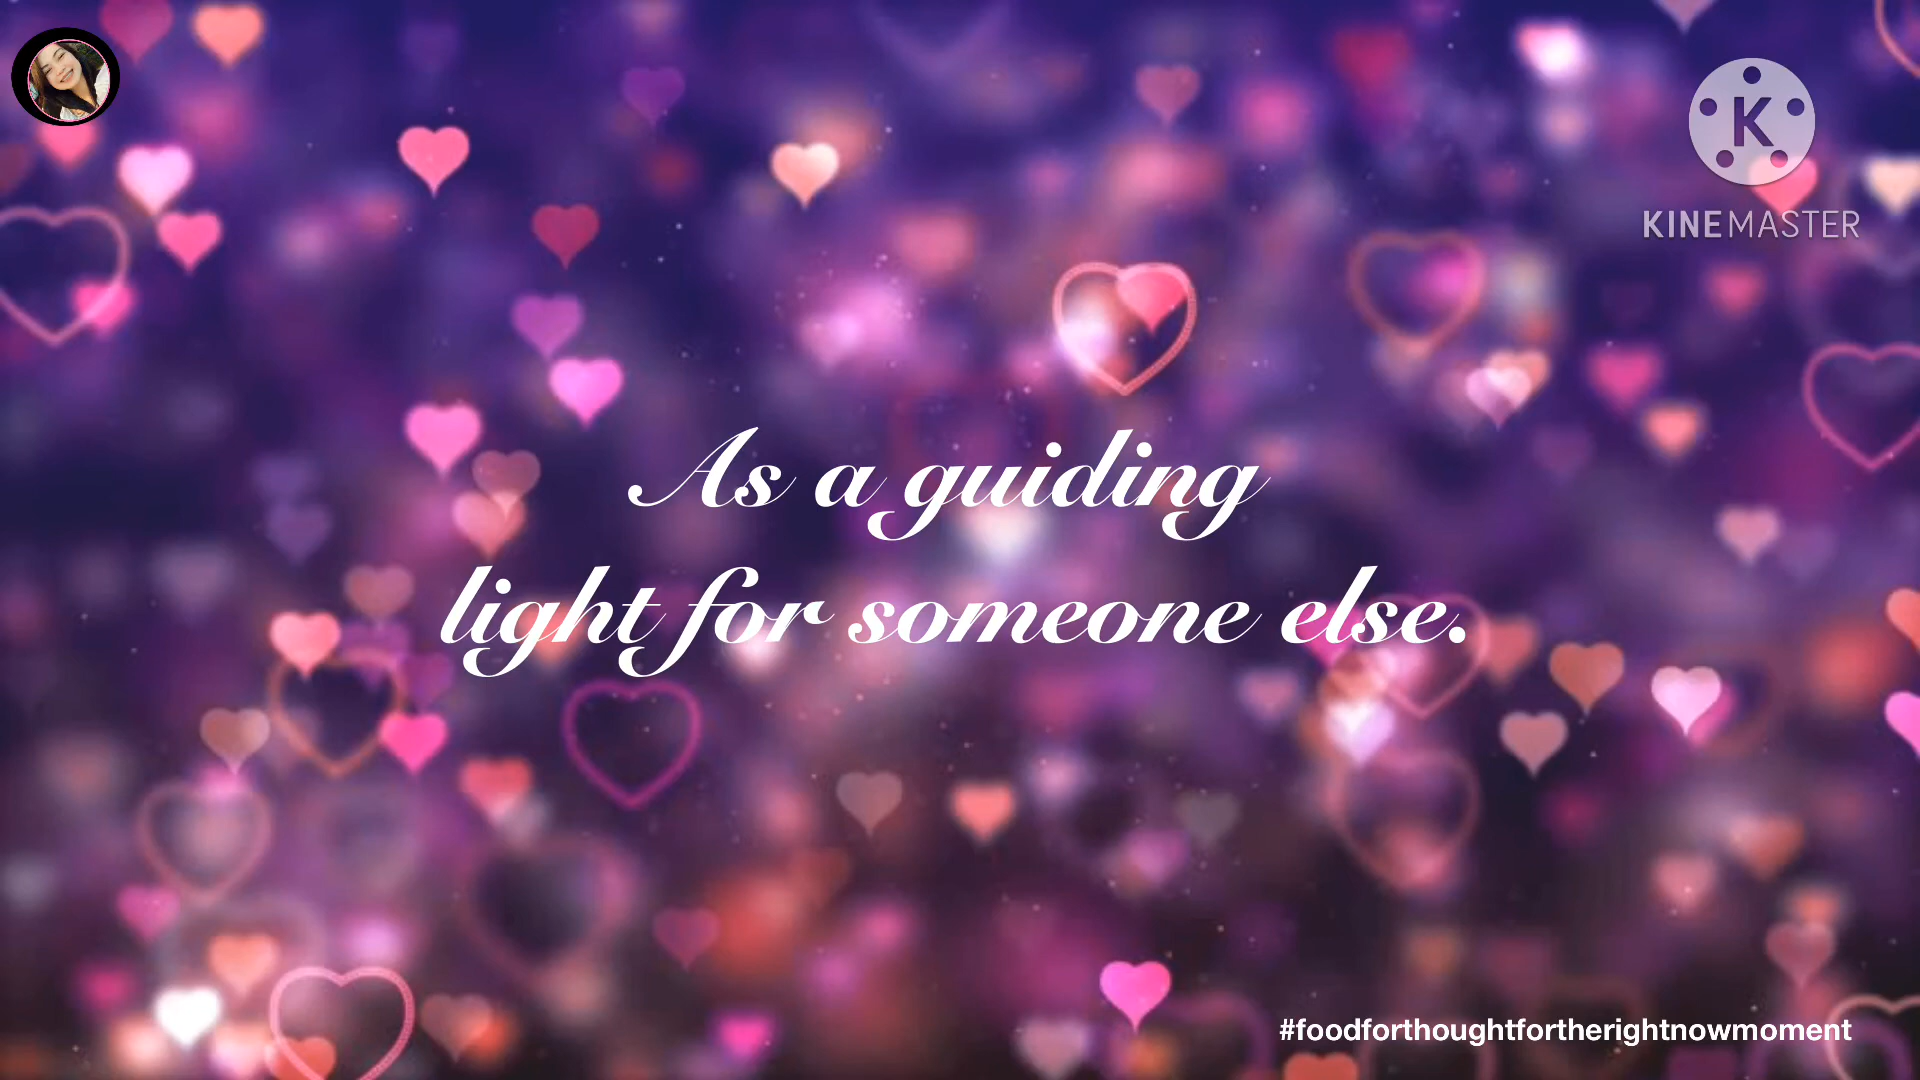 K
KINEMASTER
As a guiding
light for someone else.
#foodforthoughtfortherightnowmoment